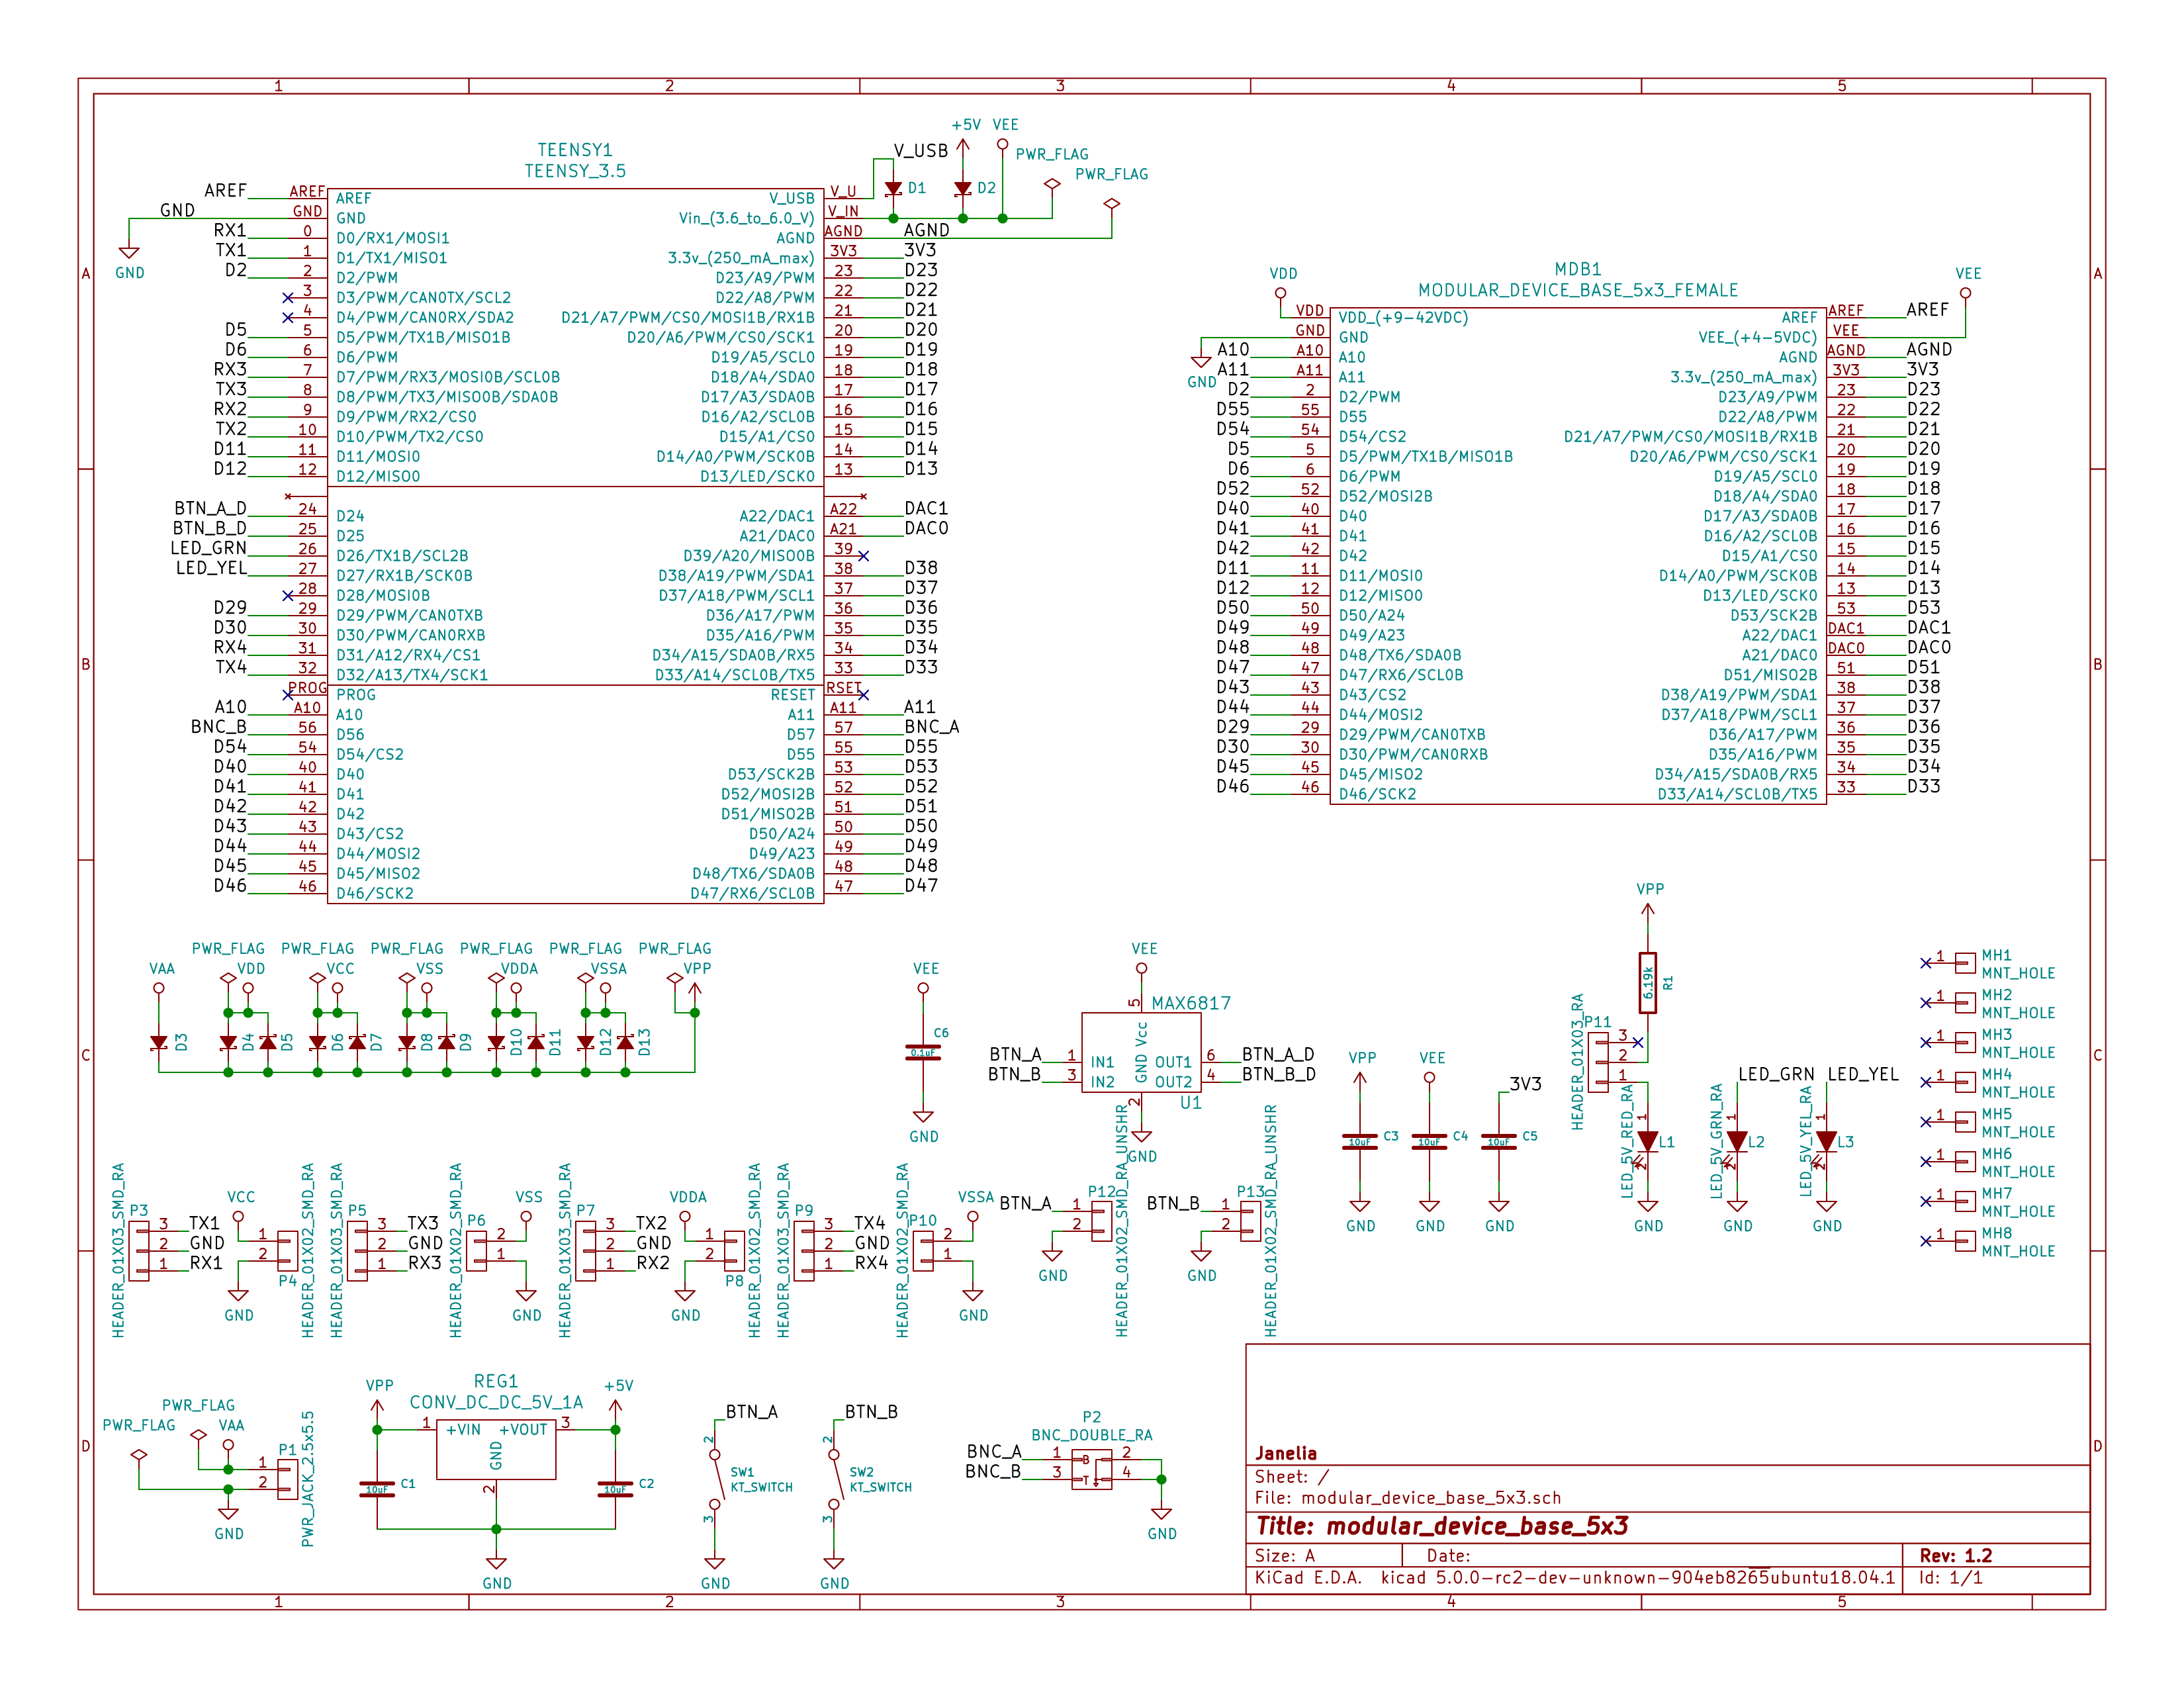 1 2 3 4 5
A
B
C
D
A
B
C
D
1 2 3 4 5
TEENSY1
TEENSY_3.5
AREF AREF AREF
GND GND GND
GND
RX1 0 D0/RX1/MOSI1
TX1 1 D1/TX1/MISO1
D2 2 D2/PWM
3 D3/PWM/CAN0TX/SCL2
4 D4/PWM/CAN0RX/SDA2
D5 5 D5/PWM/TX1B/MISO1B
D6 6 D6/PWM
RX3 7 D7/PWM/RX3/MOSI0B/SCL0B
TX3 8 D8/PWM/TX3/MISO0B/SDA0B
RX2 9 D9/PWM/RX2/CS0
TX2 10 D10/PWM/TX2/CS0
D11 11 D11/MOSI0
D12 12 D12/MISO0
BTN_A_D 24 D24
BTN_B_D 25 D25
LED_GRN 26 D26/TX1B/SCL2B
LED_YEL 27 D27/RX1B/SCK0B
28 D28/MOSI0B
D29 29 D29/PWM/CAN0TXB
D30 30 D30/PWM/CAN0RXB
RX4 31 D31/A12/RX4/CS1
TX4 32 D32/A13/TX4/SCK1
PROG PROG
A10 A10 A10
BNC_B 56 D56
D54 54 D54/CS2
D40 40 D40
D41 41 D41
D42 42 D42
D43 43 D43/CS2
D44 44 D44/MOSI2
D45 45 D45/MISO2
D46 46 D46/SCK2
V_USB V_U V_USB
Vin_(3.6_to_6.0_V) V_IN
AGND AGND AGND
3.3v_(250_mA_max) 3V3 3V3
D23/A9/PWM 23 D23
D22/A8/PWM 22 D22
D21/A7/PWM/CS0/MOSI1B/RX1B 21 D21
D20/A6/PWM/CS0/SCK1 20 D20
D19/A5/SCL0 19 D19
D18/A4/SDA0 18 D18
D17/A3/SDA0B 17 D17
D16/A2/SCL0B 16 D16
D15/A1/CS0 15 D15
D14/A0/PWM/SCK0B 14 D14
D13/LED/SCK0 13 D13
A22/DAC1 A22 DAC1
A21/DAC0 A21 DAC0
D39/A20/MISO0B 39
D38/A19/PWM/SDA1 38 D38
D37/A18/PWM/SCL1 37 D37
D36/A17/PWM 36 D36
D35/A16/PWM 35 D35
D34/A15/SDA0B/RX5 34 D34
D33/A14/SCL0B/TX5 33 D33
RESET RSET
A11 A11 A11
D57 57 BNC_A
D55 55 D55
D53/SCK2B 53 D53
D52/MOSI2B 52 D52
D51/MISO2B 51 D51
D50/A24 50 D50
D49/A23 49 D49
D48/TX6/SDA0B 48 D48
D47/RX6/SCL0B 47 D47
+5V VEE
PWR_FLAG
PWR_FLAG
D1 D2
MDB1
MODULAR_DEVICE_BASE_5x3_FEMALE
VDD VDD VDD_(+9-42VDC)
GND GND
GND
A10 A10 A10
A11 A11 A11
D2 2 D2/PWM
D55 55 D55
D54 54 D54/CS2
D5 5 D5/PWM/TX1B/MISO1B
D6 6 D6/PWM
D52 52 D52/MOSI2B
D40 40 D40
D41 41 D41
D42 42 D42
D11 11 D11/MOSI0
D12 12 D12/MISO0
D50 50 D50/A24
D49 49 D49/A23
D48 48 D48/TX6/SDA0B
D47 47 D47/RX6/SCL0B
D43 43 D43/CS2
D44 44 D44/MOSI2
D29 29 D29/PWM/CAN0TXB
D30 30 D30/PWM/CAN0RXB
D45 45 D45/MISO2
D46 46 D46/SCK2
AREF AREF AREF
VEE_(+4-5VDC) VEE VEE
AGND AGND AGND
3.3v_(250_mA_max) 3V3 3V3
D23/A9/PWM 23 D23
D22/A8/PWM 22 D22
D21/A7/PWM/CS0/MOSI1B/RX1B 21 D21
D20/A6/PWM/CS0/SCK1 20 D20
D19/A5/SCL0 19 D19
D18/A4/SDA0 18 D18
D17/A3/SDA0B 17 D17
D16/A2/SCL0B 16 D16
D15/A1/CS0 15 D15
D14/A0/PWM/SCK0B 14 D14
D13/LED/SCK0 13 D13
D53/SCK2B 53 D53
A22/DAC1 DAC1 DAC1
A21/DAC0 DAC0 DAC0
D51/MISO2B 51 D51
D38/A19/PWM/SDA1 38 D38
D37/A18/PWM/SCL1 37 D37
D36/A17/PWM 36 D36
D35/A16/PWM 35 D35
D34/A15/SDA0B/RX5 34 D34
D33/A14/SCL0B/TX5 33 D33
PWR_FLAG PWR_FLAG PWR_FLAG PWR_FLAG PWR_FLAG PWR_FLAG
VAA VDD VCC VSS VDDA VSSA VPP
D3 D4 D5 D7 D8 D9 D10 D11 D12 D13
VEE
C6
0.1uF
GND
VEE
MAX6817
5
Vcc
BTN_A 1 IN1 OUT1 6 BTN_A_D
BTN_B 3 IN2 OUT2 4 BTN_B_D
GND
2
U1
GND
VPP VEE 3V3
10uF C3 10uF C4 10uF C5
GND GND GND
VPP
6.19k R1
P11
HEADER_01X03_RA
3
2
1
LED_GRN LED_YEL
1 1 1
LED_5V_RED_RA L1 LED_5V_GRN_RA L2 LED_5V_YEL_RA L3
2 2 2
GND GND GND
1 MH1
MNT_HOLE
1 MH2
MNT_HOLE
1 MH3
MNT_HOLE
1 MH4
MNT_HOLE
1 MH5
MNT_HOLE
1 MH6
MNT_HOLE
1 MH7
MNT_HOLE
1 MH8
MNT_HOLE
P3
HEADER_01X03_SMD_RA
3 TX1
2 GND
1 RX1
VCC
1
2
P4
HEADER_01X02_SMD_RA
GND
P5
HEADER_01X03_SMD_RA
3 TX3
2 GND
1 RX3
VSS
P6
HEADER_01X02_SMD_RA
2
1
GND
P7
HEADER_01X03_SMD_RA
3 TX2
2 GND
1 RX2
VDDA
1
2
P8
HEADER_01X02_SMD_RA
GND
P9
HEADER_01X03_SMD_RA
3 TX4
2 GND
1 RX4
VSSA
P10
HEADER_01X02_SMD_RA
2
1
GND
BTN_A
P12
1
2
HEADER_01X02_SMD_RA_UNSHR
GND
BTN_B
P13
1
2
HEADER_01X02_SMD_RA_UNSHR
GND
PWR_FLAG
PWR_FLAG VAA
P1
1
2
PWR_JACK_2.5x5.5
GND
REG1
CONV_DC_DC_5V_1A
VPP +5V
1 +VIN +VOUT 3
GND
2
10uF C1 10uF C2
GND
BTN_A
2
SW1
KT_SWITCH
3
GND
BTN_B
2
SW2
KT_SWITCH
3
GND
P2
BNC_DOUBLE_RA
BNC_A 1 B 2
BNC_B 3 T 4
GND
Janelia
Sheet: /
File: modular_device_base_5x3.sch
Title: modular_device_base_5x3
Size: A Date: Rev: 1.2
KiCad E.D.A. kicad 5.0.0-rc2-dev-unknown-904eb8265ubuntu18.04.1 Id: 1/1